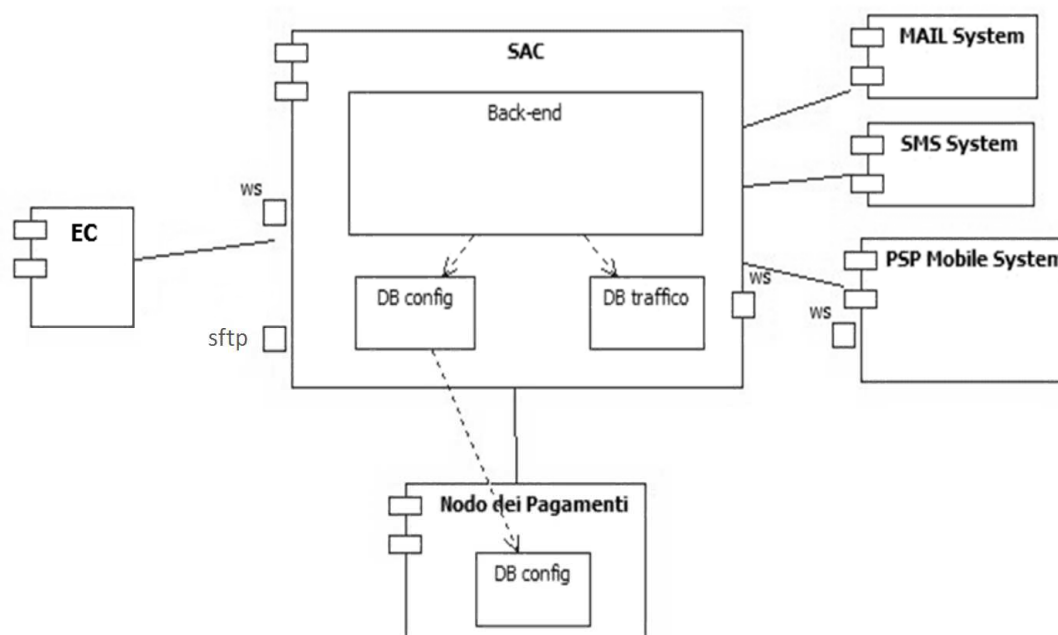 SAC
MAIL System
Back-end
SMS System
ws
EC
PSP Mobile System
ws
DB config
DB traffico
ws
sftp
Nodo dei Pagamenti
DB config